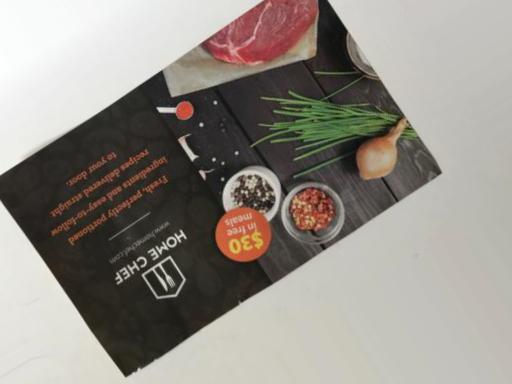 HOME CHEF
www.homechef.com
Fresh, perfectly portioned
ingredients and easy-to-follow
recipes delivered straight
to your door.
$30
in free
meals